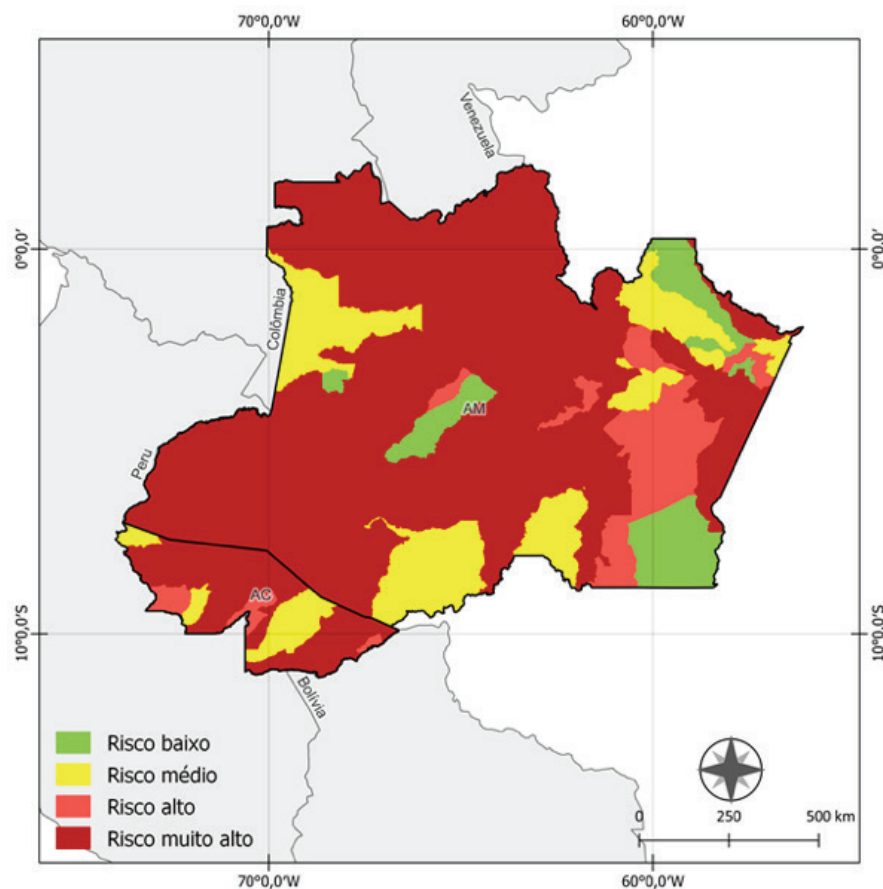 70°0,0'W 60°0,0'W
Venezuela
0°0,0' 0°0,0'
Colômbia
AM
Peru
AC
10°0,0'S 10°0,0'S
Bolívia
Risco baixo
Risco médio
Risco alto
Risco muito alto
0 250 500 km
70°0,0'W 60°0,0'W